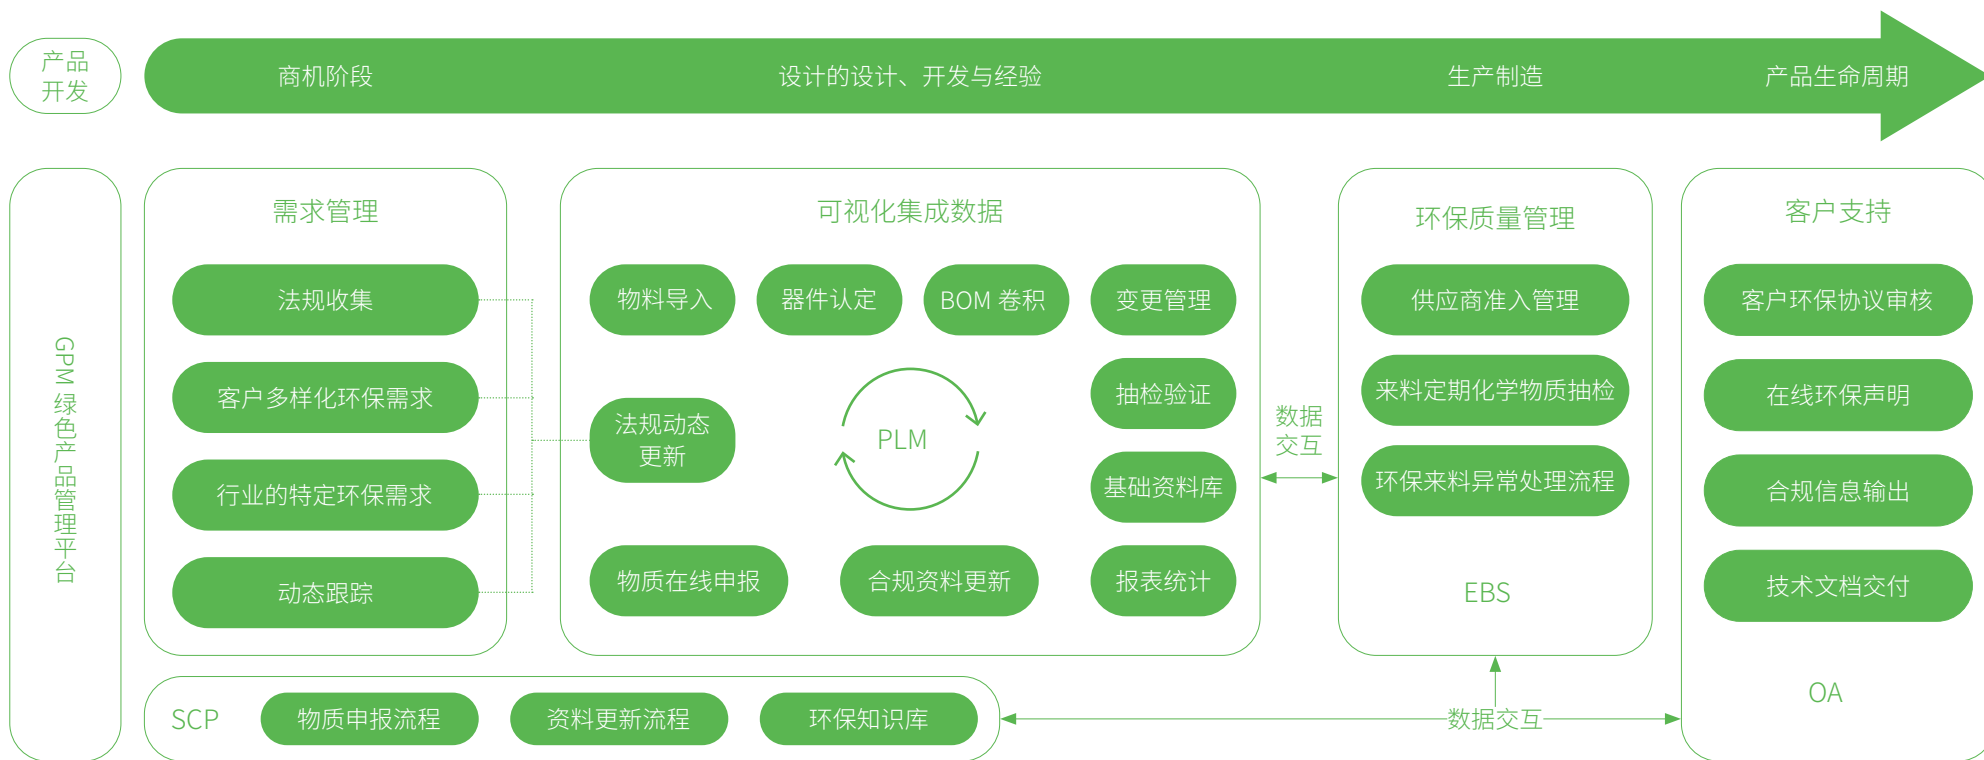 产品
开发
商机阶段
设计的设计、开发与经验
生产制造
产品生命周期
GPM 绿色产品管理平台
需求管理
法规收集
客户多样化环保需求
行业的特定环保需求
动态跟踪
可视化集成数据
物料导入
器件认定
BOM 卷积
变更管理
法规动态
更新
PLM
抽检验证
基础资料库
物质在线申报
合规资料更新
报表统计
数据
交互
环保质量管理
供应商准入管理
来料定期化学物质抽检
环保来料异常处理流程
EBS
客户支持
客户环保协议审核
在线环保声明
合规信息输出
技术文档交付
OA
SCP
物质申报流程
资料更新流程
环保知识库
数据交互